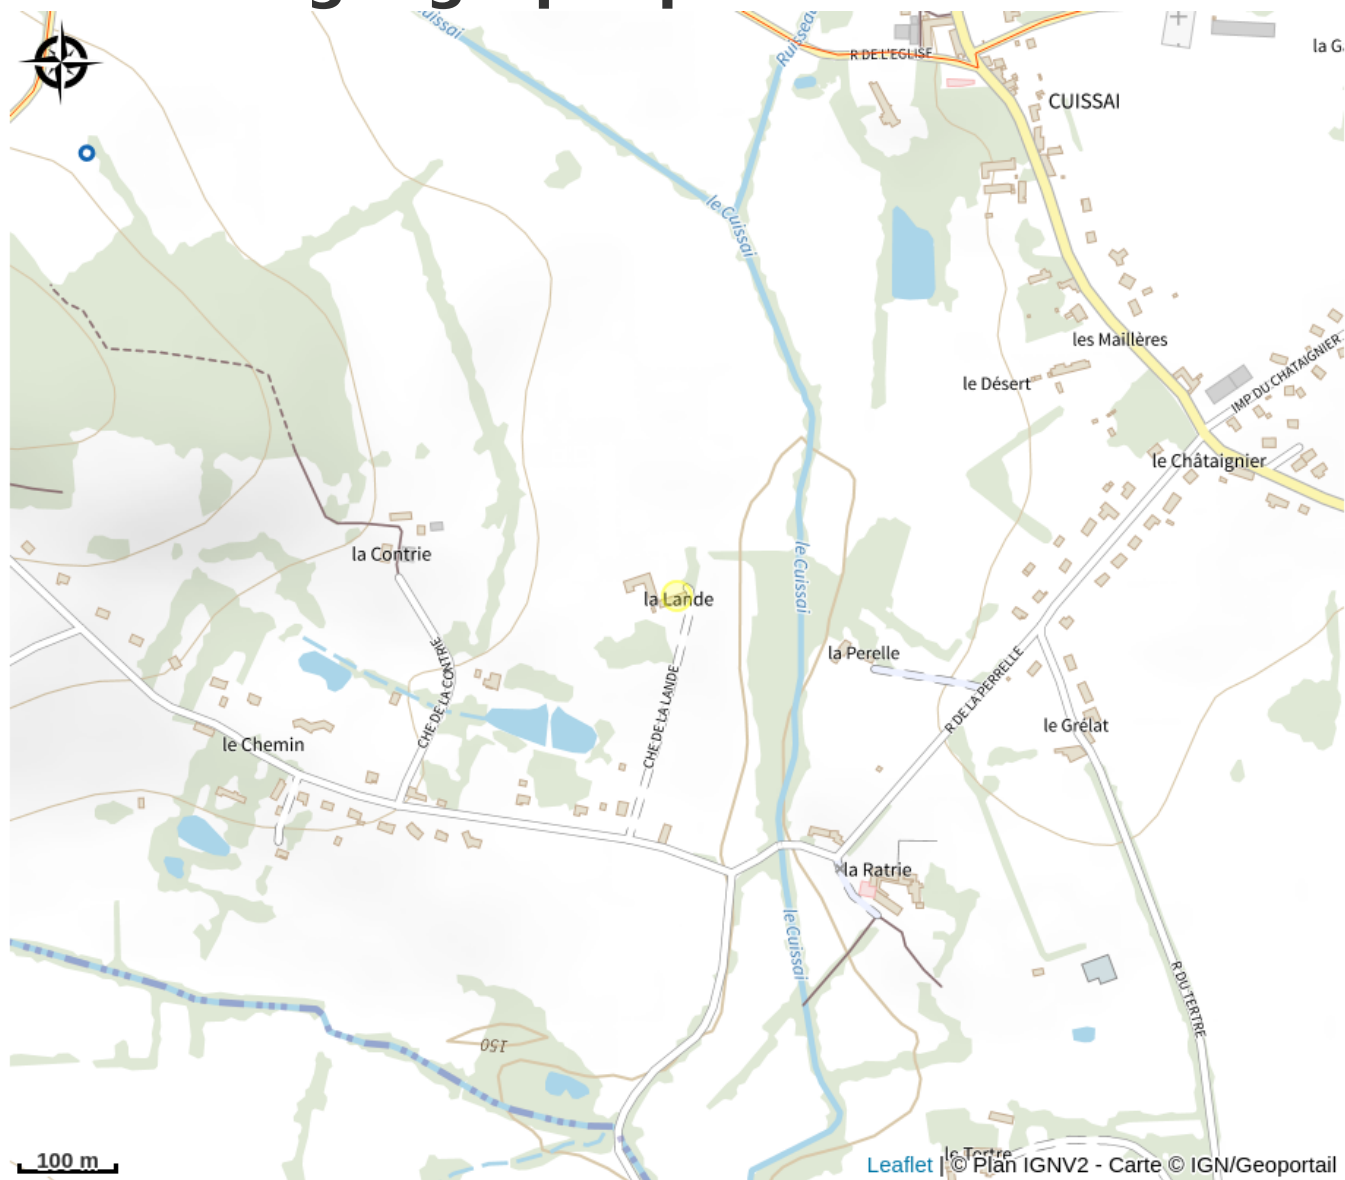 uissai
Ruisseau
R DE L'EGLISE
la G
CUISSAI
le Cuissai
les Maillères
IMP DU CHATAIGNIER
le Désert
le Châtaignier
la Contrie
le Cuissai
la Lande
CHE DE LA CONTRIE
la Perelle
CHE DE LA LANDE
R DE LA PERRELLE
le Grélat
le Chemin
la Ratrie
le Cuissai
R DU TERTRE
150
le Tertre
100 m
Leaflet | © Plan IGNV2 - Carte © IGN/Geoportail